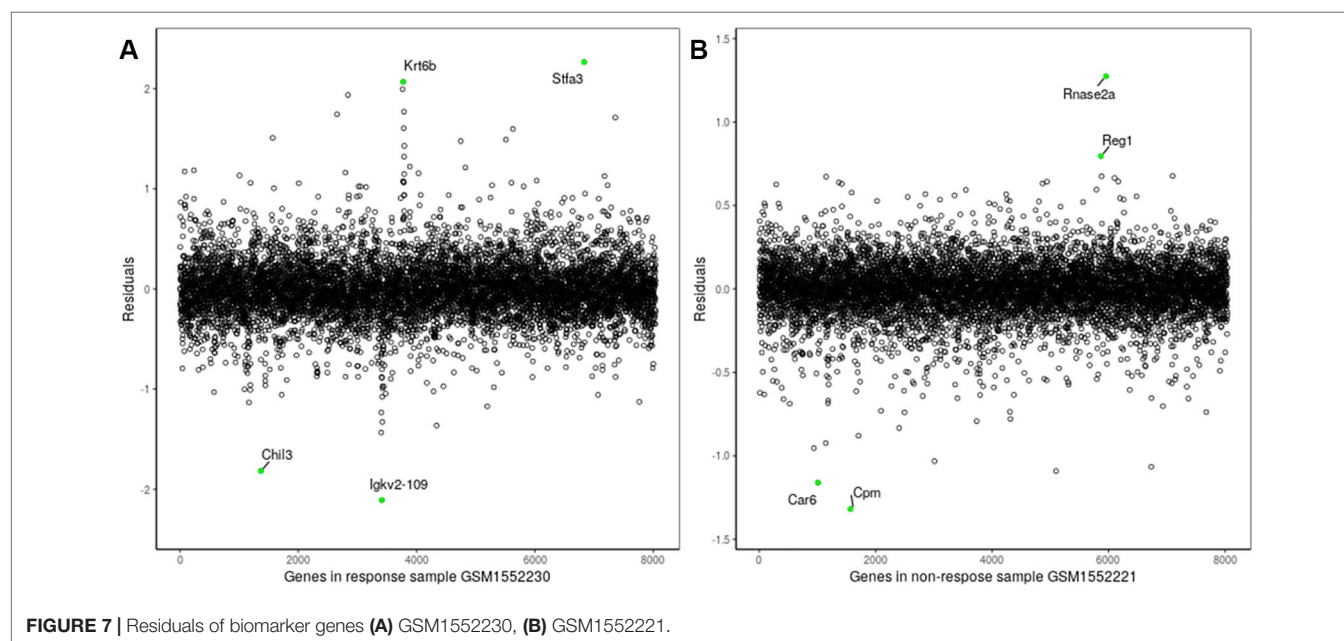 A
Krt6b
Stfa3
2
1
0
-1
-2
Residuals
Chil3
Igkv2-109
0 2000 4000 6000 8000
Genes in response sample GSM1552230
B
1.5
1.0
0.5
0.0
-0.5
-1.0
-1.5
Residuals
Rnase2a
Reg1
Car6
Cpm
0 2000 4000 6000 8000
Genes in non-respose sample GSM1552221
FIGURE 7 | Residuals of biomarker genes (A) GSM1552230, (B) GSM1552221.